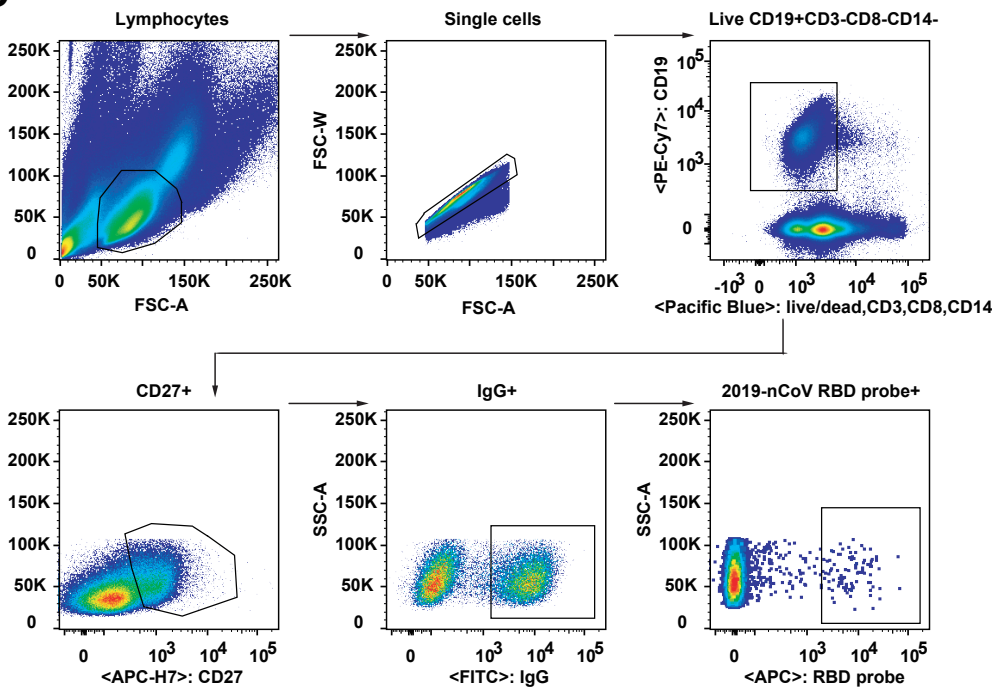 Lymphocytes
Single cells
Live CD19+CD3-CD8-CD14-
250K
200K
150K
100K
50K
0
0
50K
150K
250K
FSC-A
FSC-W
250K
200K
150K
100K
50K
0
0
50K
150K
250K
FSC-A
<PE-Cy7>: CD19
10^5
10^4
10^3
0
-10^3
0
10^3
10^4
10^5
<Pacific Blue>: live/dead,CD3,CD8,CD14
CD27+
IgG+
2019-nCoV RBD probe+
250K
200K
150K
100K
50K
0
0
10^3
10^4
10^5
<APC-H7>: CD27
SSC-A
250K
200K
150K
100K
50K
0
0
10^3
10^4
10^5
<FITC>: IgG
SSC-A
250K
200K
150K
100K
50K
0
0
10^3
10^4
10^5
<APC>: RBD probe